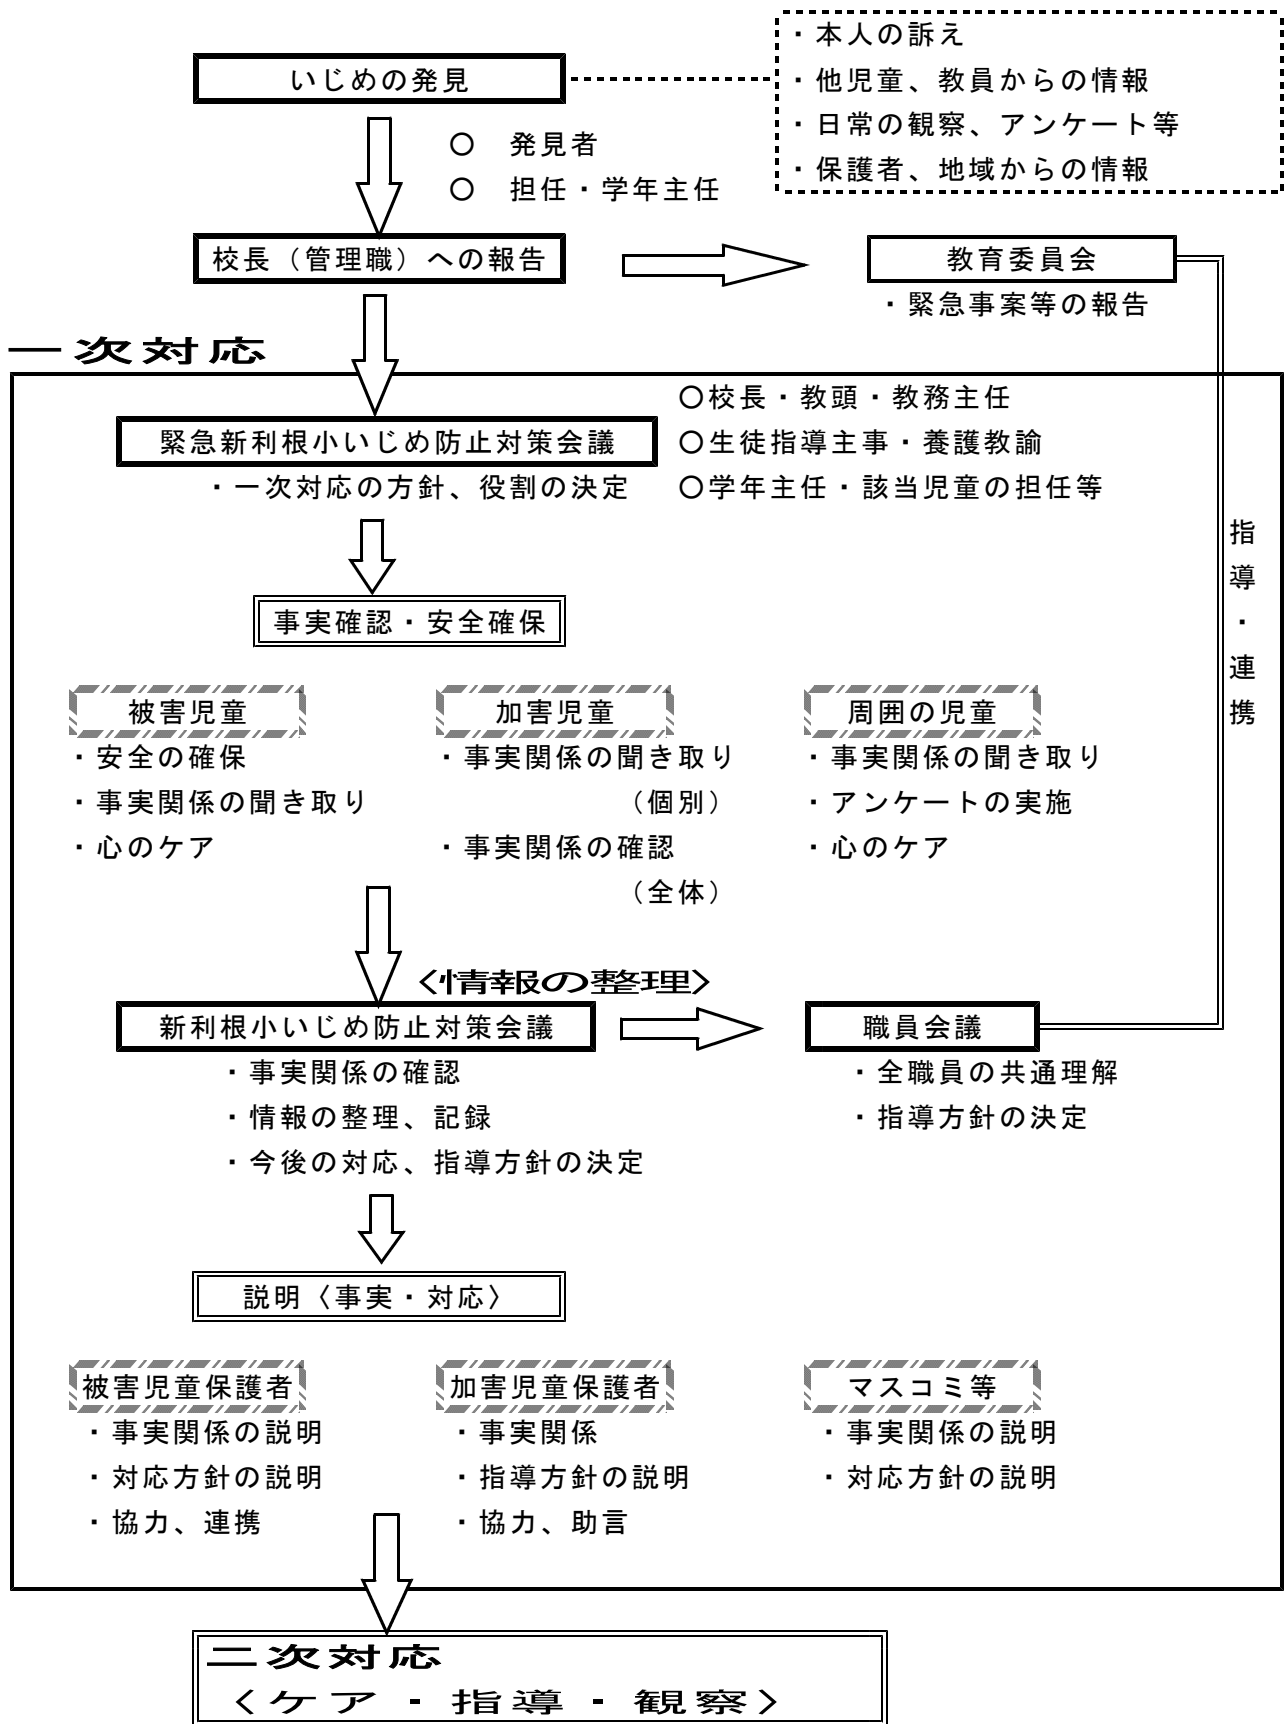 いじめの発見
・本人の訴え
・他児童、教員からの情報
・日常の観察、アンケート等
・保護者、地域からの情報
○　発見者
○　担任・学年主任
校長（管理職）への報告
教育委員会
・緊急事案等の報告
一次対応
緊急新利根小いじめ防止対策会議
・一次対応の方針、役割の決定
○校長・教頭・教務主任
○生徒指導主事・養護教諭
○学年主任・該当児童の担任等
指導・連携
事実確認・安全確保
被害児童
・安全の確保
・事実関係の聞き取り
・心のケア
加害児童
・事実関係の聞き取り
（個別）
・事実関係の確認
（全体）
周囲の児童
・事実関係の聞き取り
・アンケートの実施
・心のケア
〈情報の整理〉
新利根小いじめ防止対策会議
・事実関係の確認
・情報の整理、記録
・今後の対応、指導方針の決定
職員会議
・全職員の共通理解
・指導方針の決定
説明〈事実・対応〉
被害児童保護者
・事実関係の説明
・対応方針の説明
・協力、連携
加害児童保護者
・事実関係
・指導方針の説明
・協力、助言
マスコミ等
・事実関係の説明
・対応方針の説明
二次対応
〈ケア・指導・観察〉